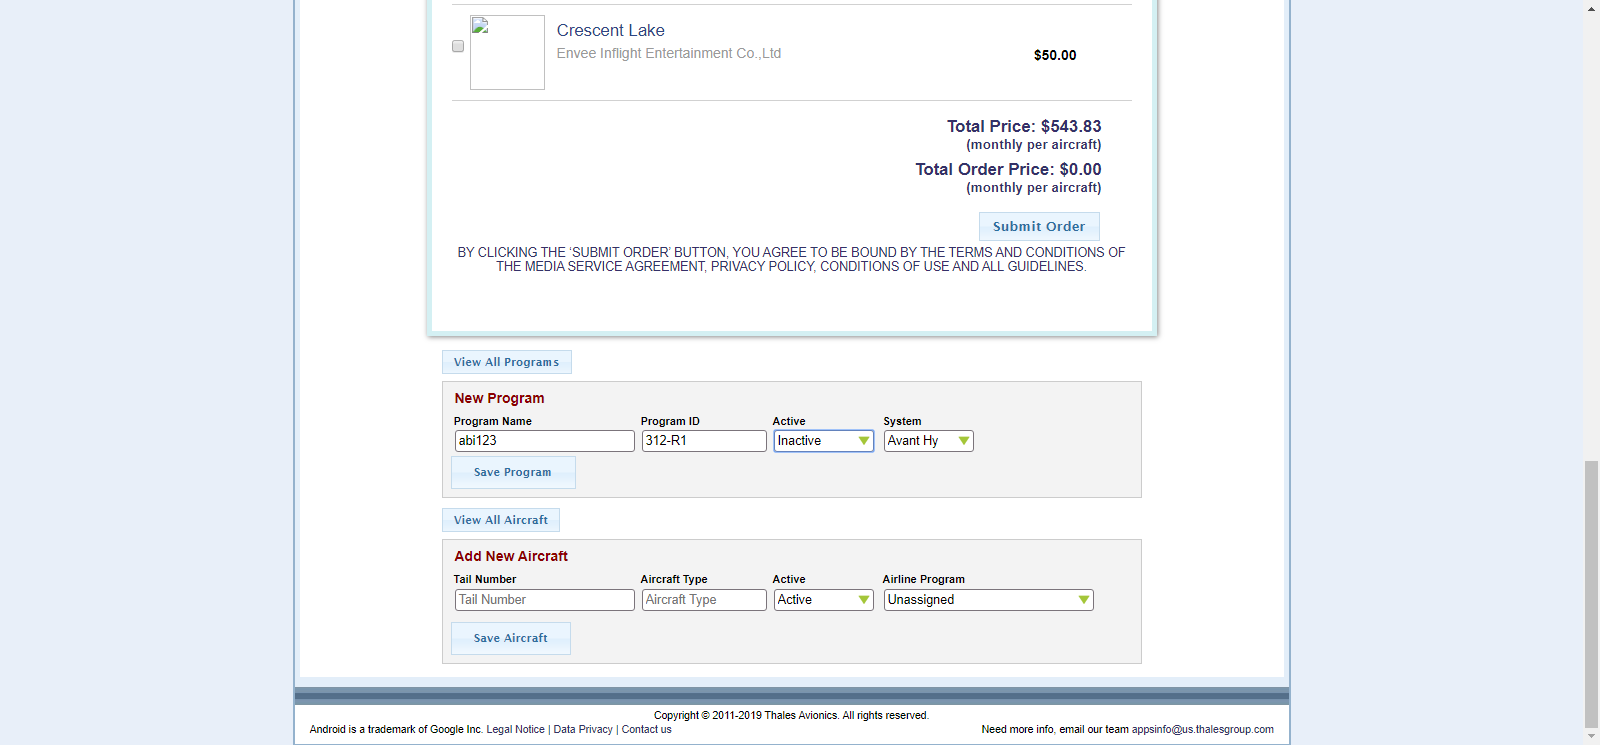 Crescent Lake
Envee Inflight Entertainment Co.,Ltd
$50.00
Total Price: $543.83
(monthly per aircraft)
Total Order Price: $0.00
(monthly per aircraft)
Submit Order
BY CLICKING THE ‘SUBMIT ORDER’ BUTTON, YOU AGREE TO BE BOUND BY THE TERMS AND CONDITIONS OF
THE MEDIA SERVICE AGREEMENT, PRIVACY POLICY, CONDITIONS OF USE AND ALL GUIDELINES.
View All Programs
New Program
Program Name Program ID Active System
abi123 312-R1 Inactive Avant Hy
Save Program
View All Aircraft
Add New Aircraft
Tail Number Aircraft Type Active Airline Program
Tail Number Aircraft Type Active Unassigned
Save Aircraft
Copyright © 2011-2019 Thales Avionics. All rights reserved.
Android is a trademark of Google Inc. Legal Notice | Data Privacy | Contact us
Need more info, email our team appsinfo@us.thalesgroup.com